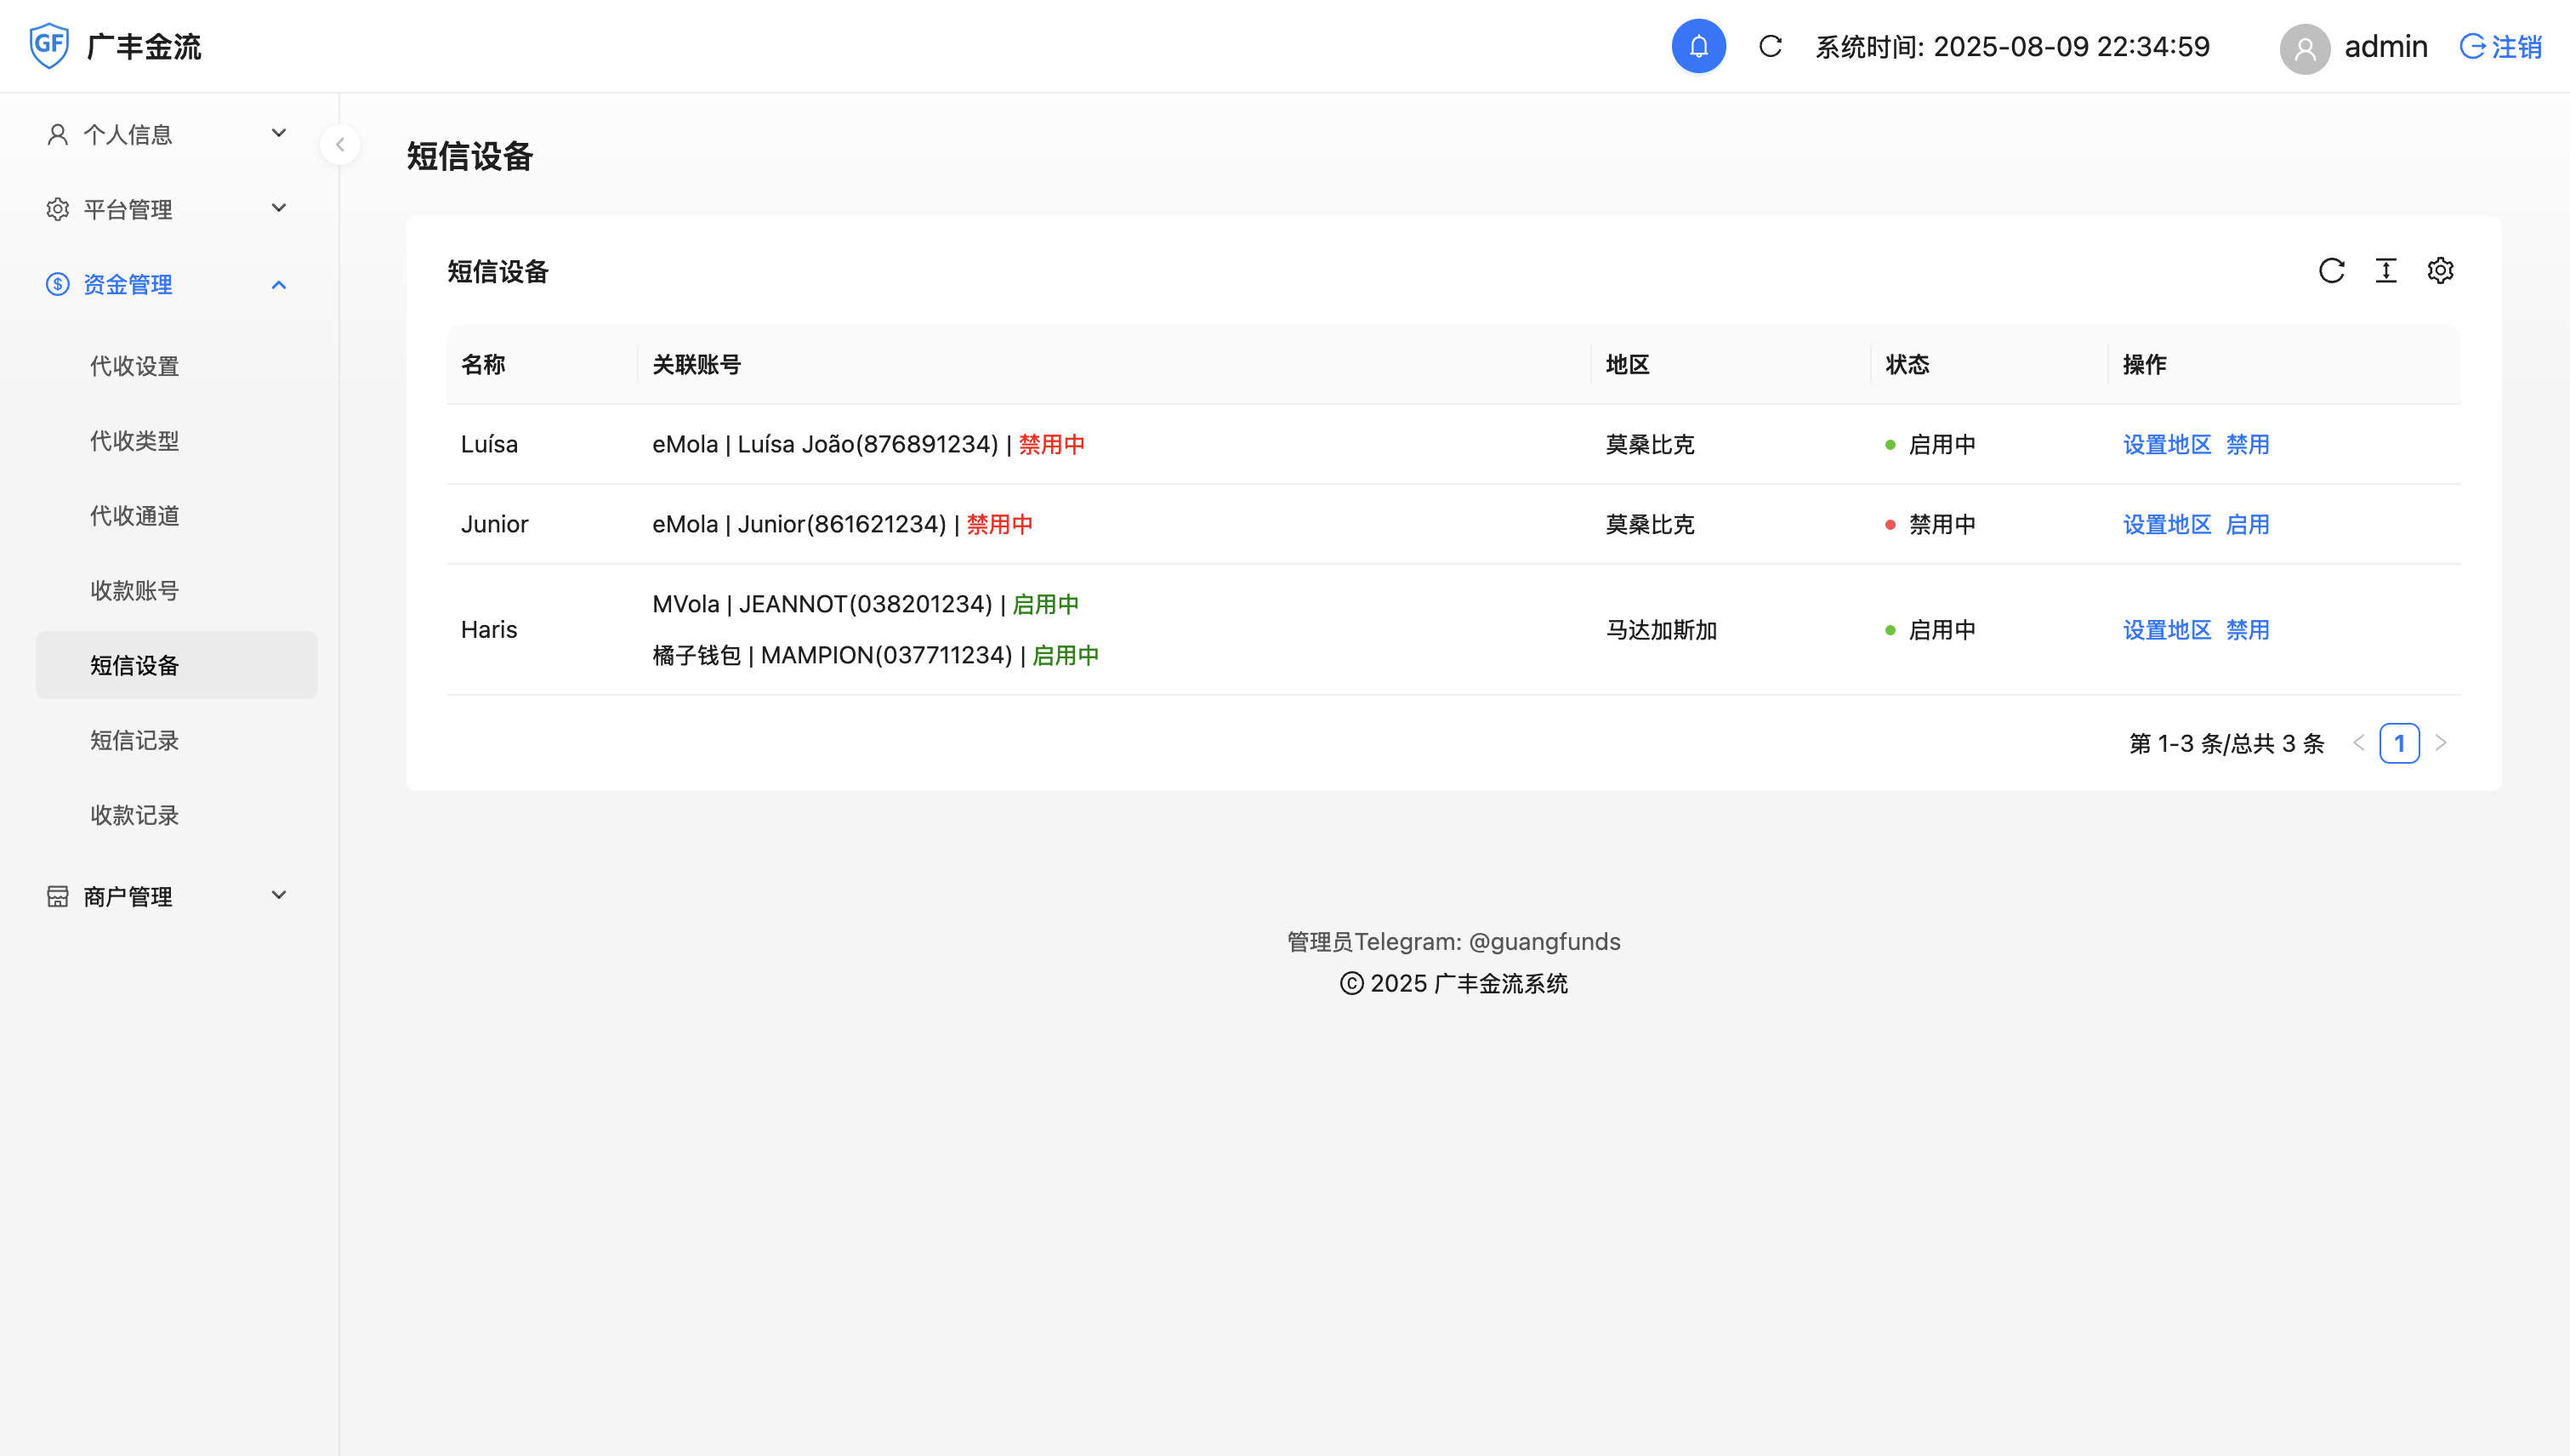 GF 广丰金流
系统时间: 2025-08-09 22:34:59
admin
注销
个人信息
平台管理
资金管理
代收设置
代收类型
代收通道
收款账号
短信设备
短信记录
收款记录
商户管理
短信设备
短信设备
名称 关联账号 地区 状态 操作
Luísa eMola | Luísa João(876891234) | 禁用中 莫桑比克 启用中 设置地区 禁用
Junior eMola | Junior(861621234) | 禁用中 莫桑比克 禁用中 设置地区 启用
MVola | JEANNOT(038201234) | 启用中
Haris 马达加斯加 启用中 设置地区 禁用
橘子钱包 | MAMPION(037711234) | 启用中
第 1-3 条/总共 3 条 1
管理员Telegram: @guangfunds
© 2025 广丰金流系统